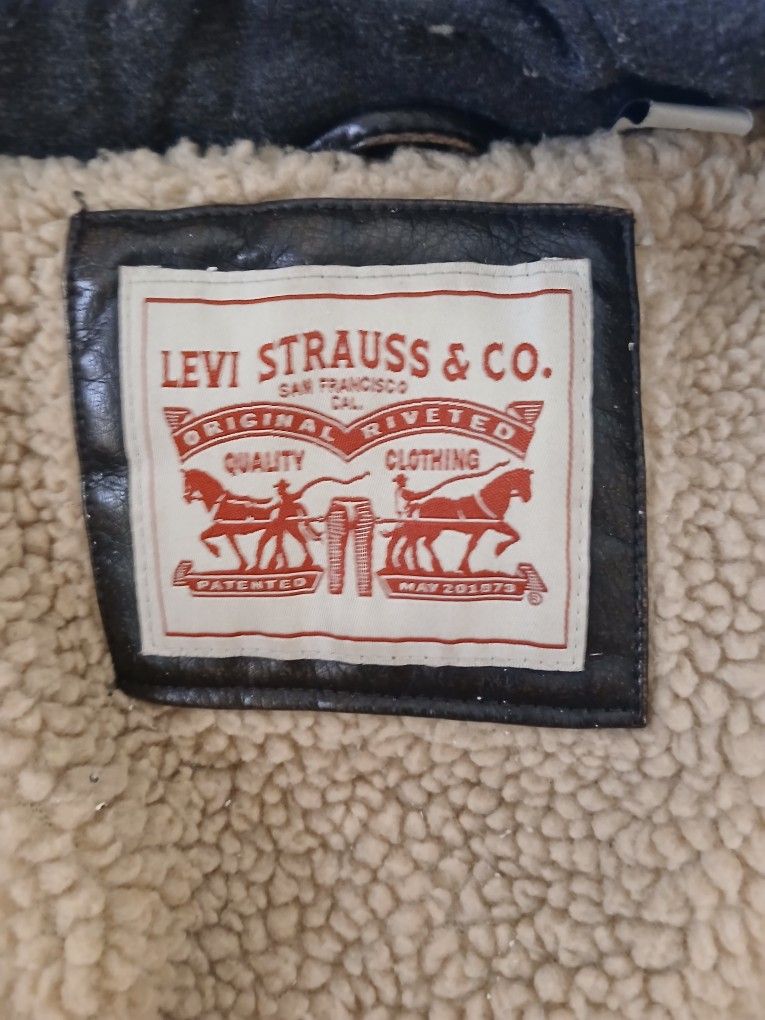 LEVI STRAUSS & CO.
SAN FRANCISCO
CAL.
ORIGINAL RIVETED
QUALITY CLOTHING
PATENTED MAY 201873
®